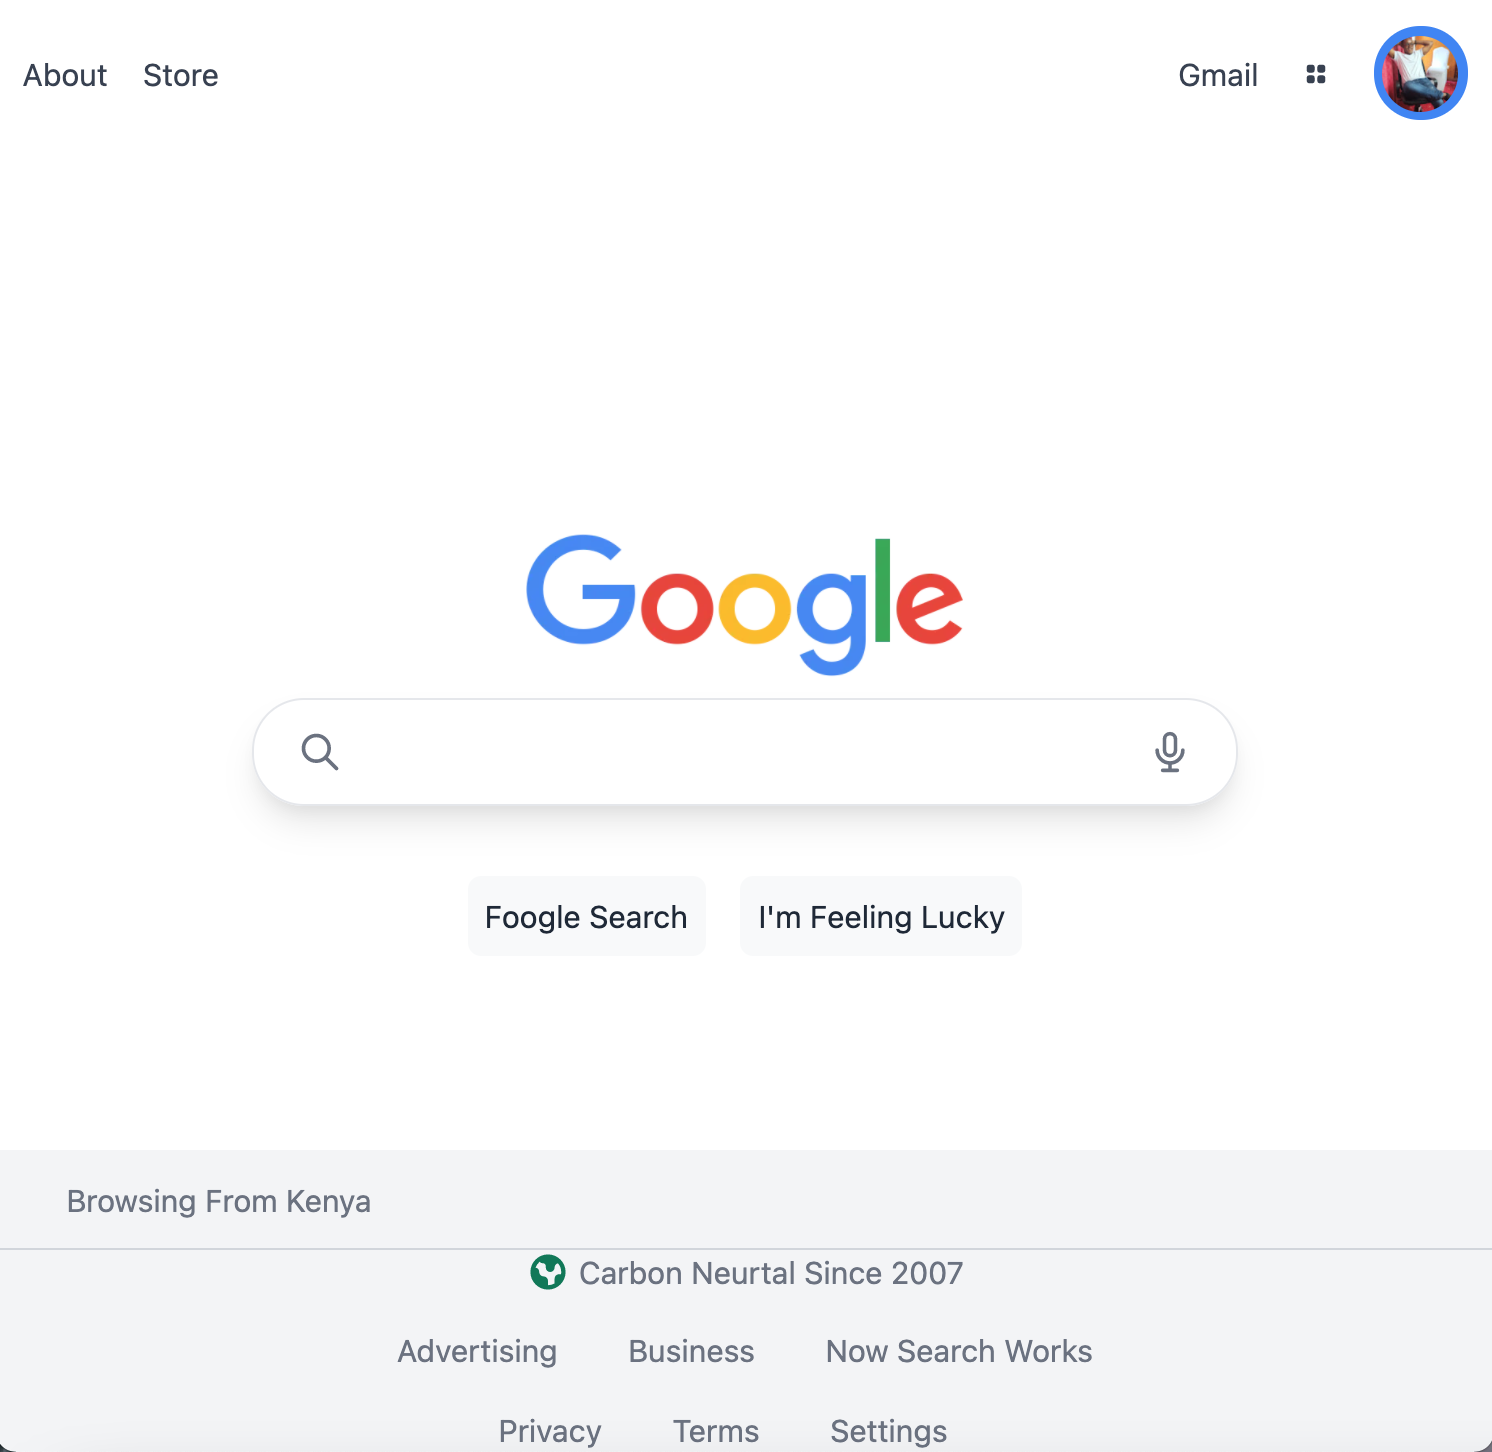 About Store Gmail
Google
Foogle Search I'm Feeling Lucky
Browsing From Kenya
Carbon Neurtal Since 2007
Advertising Business Now Search Works
Privacy Terms Settings